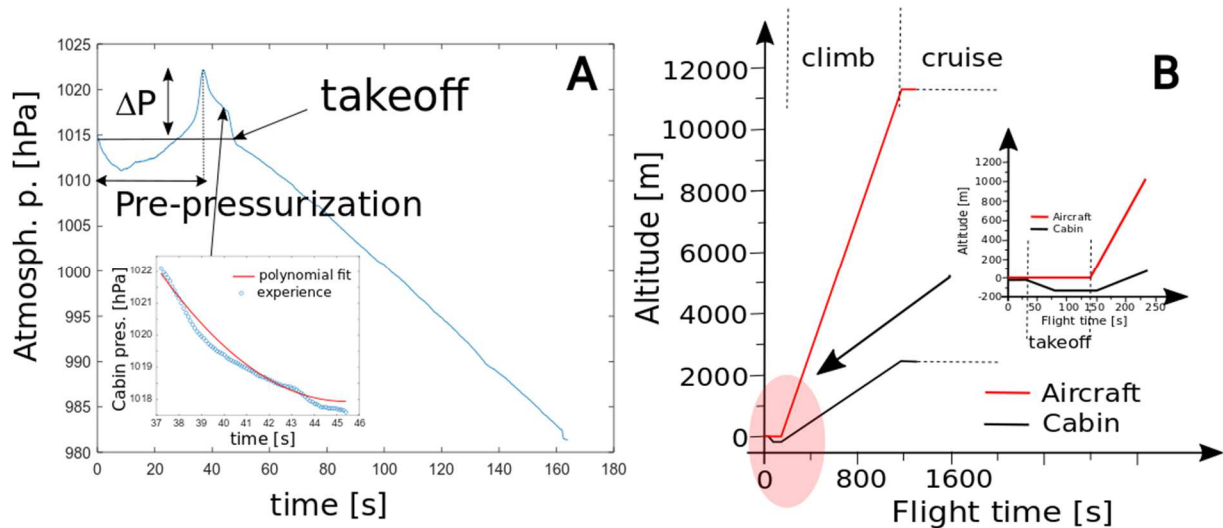 A
Atmosph. p. [hPa]
1025
1020
1015
1010
1005
1000
995
990
985
980
ΔP
takeoff
Pre-pressurization
0
20
40
60
80
100
120
140
160
180
time [s]
Cabin pres. [hPa]
1022
1021
1020
1019
1018
polynomial fit
experience
37
38
39
40
41
42
43
44
45
46
time [s]
B
climb
cruise
Altitude [m]
12000
10000
8000
6000
4000
2000
0
0
800
1600
Flight time [s]
Aircraft
Cabin
Altitude [m]
1200
1000
800
600
400
200
0
-200
Aircraft
Cabin
0
50
100
150
200
250
Flight time [s]
takeoff